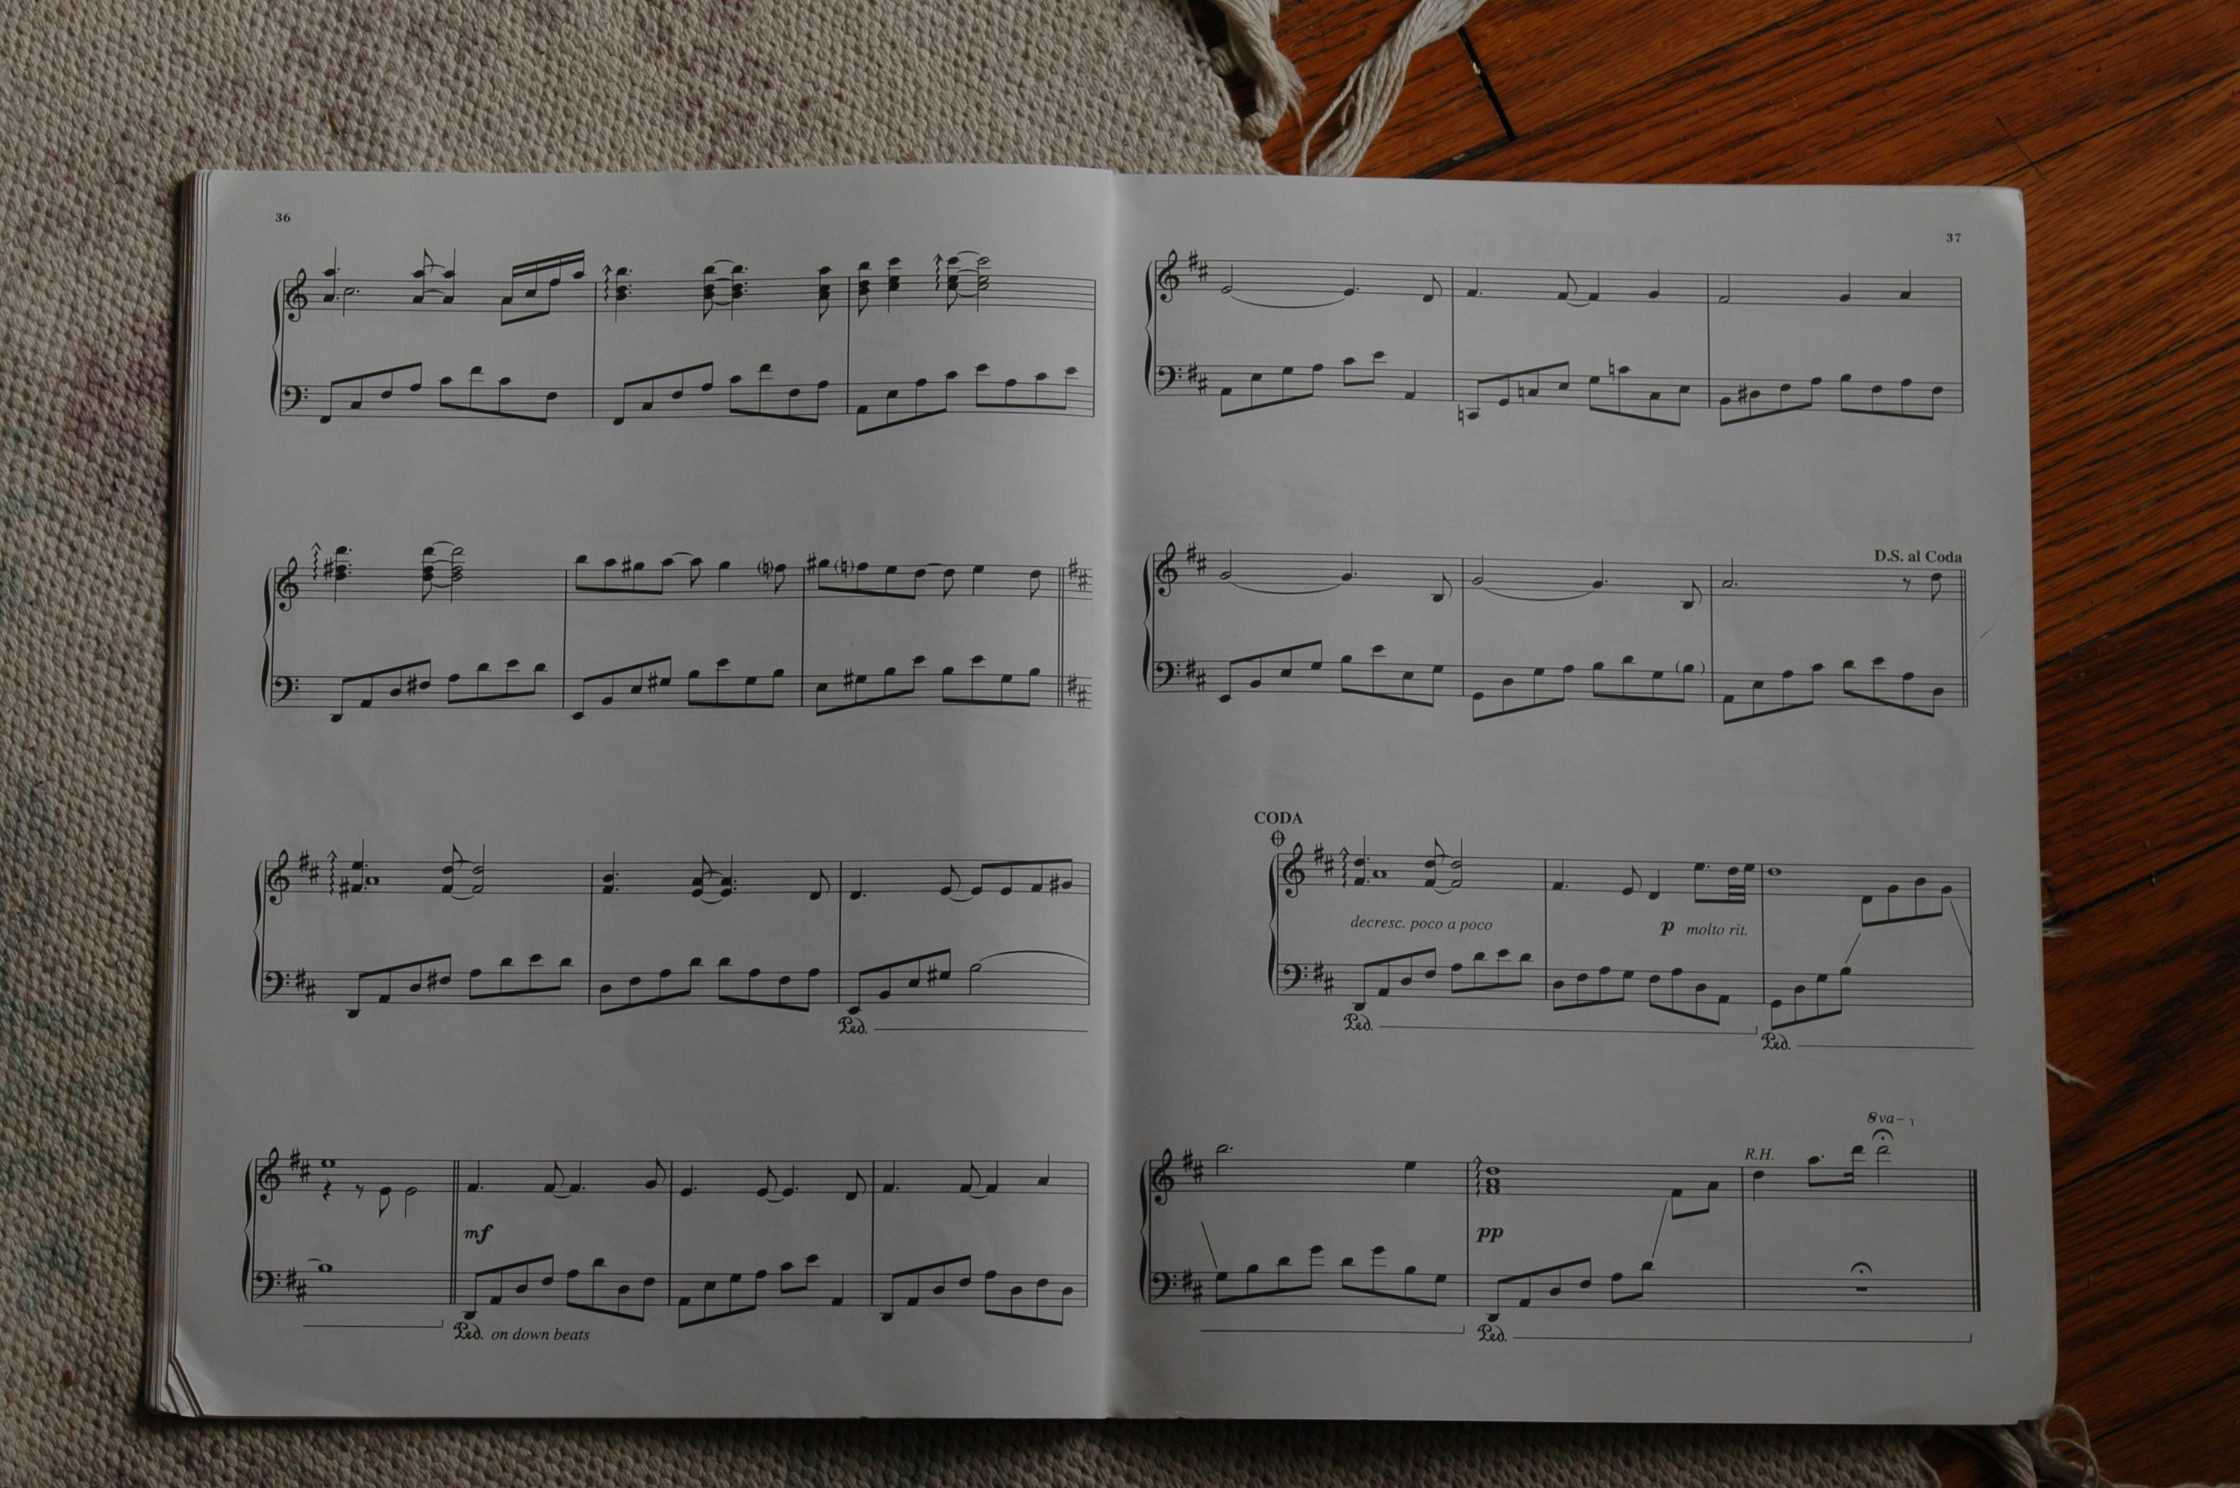 36
Ped.
mf
Ped. on down beats
37
D.S. al Coda
CODA
decresc. poco a poco
p molto rit.
Ped.
Ped.
8va
R.H.
pp
Ped.